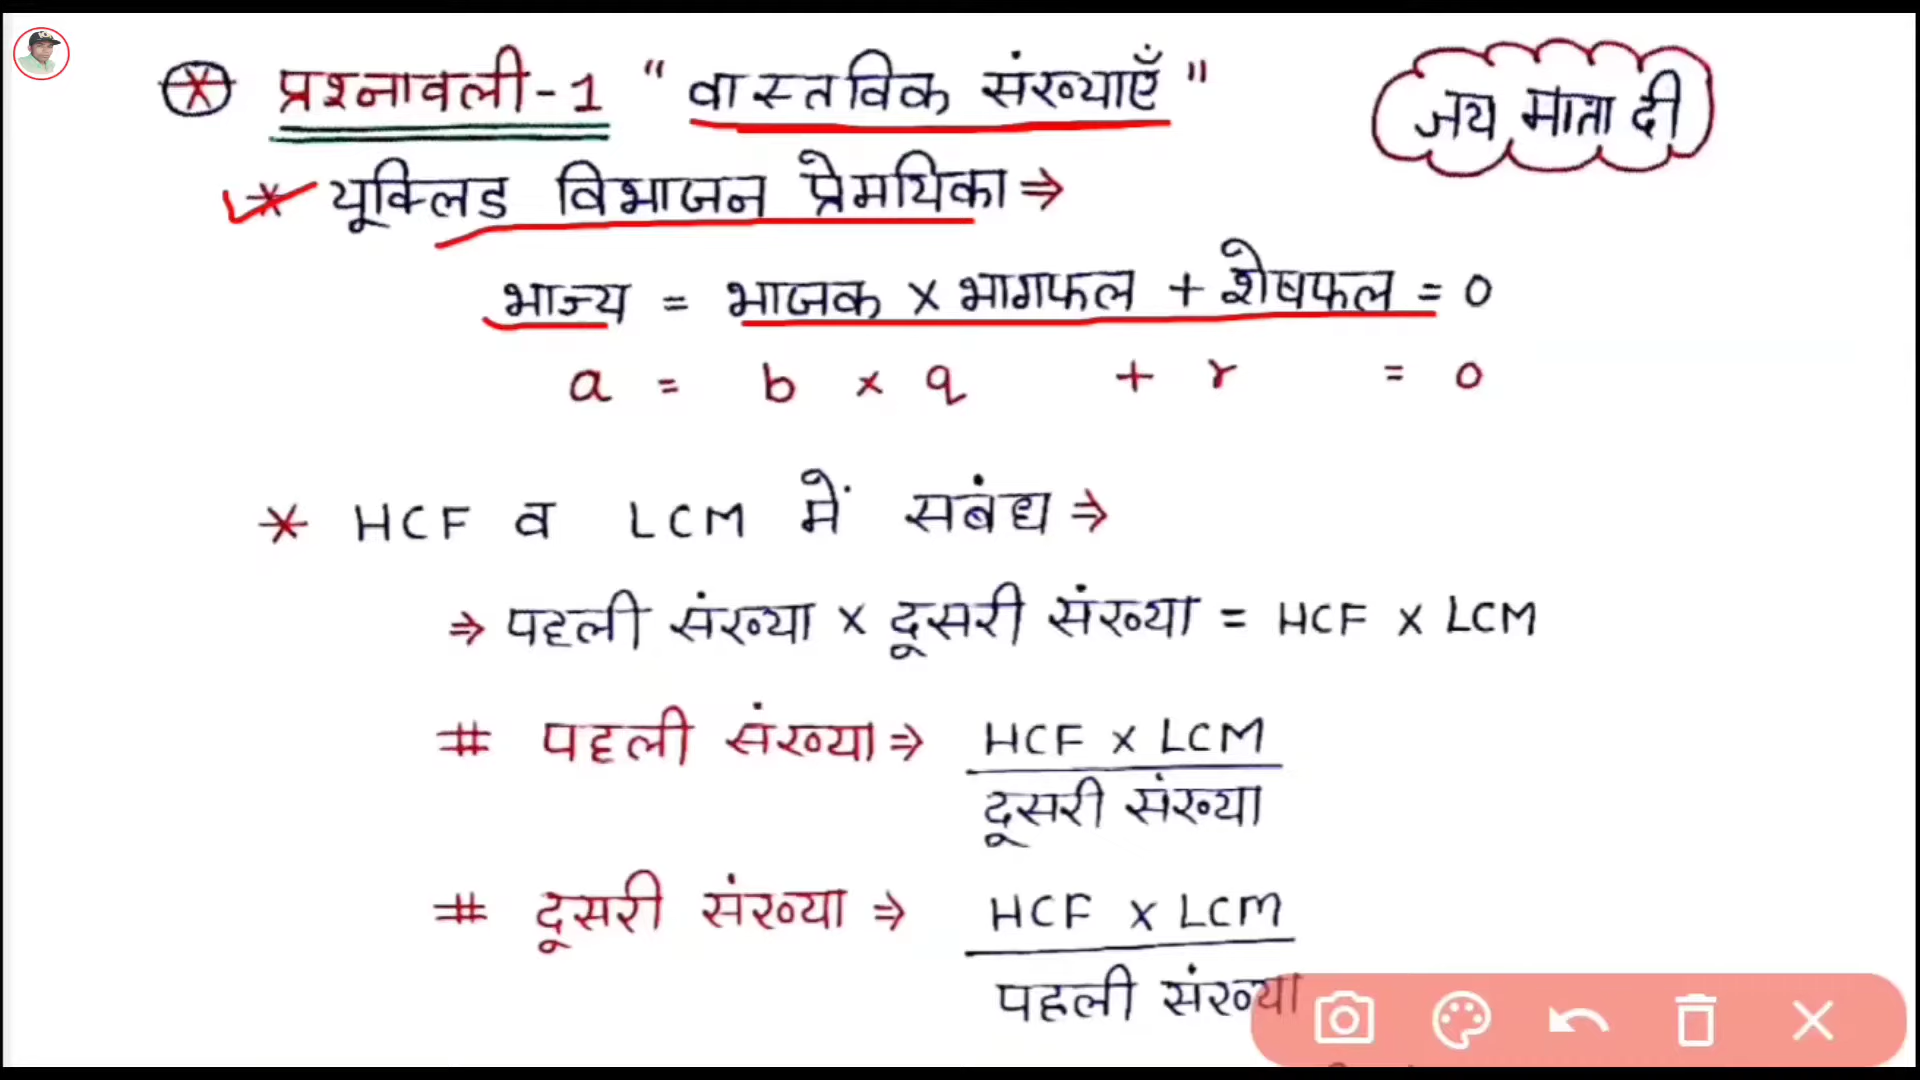 प्रश्नावली-1 "वास्तविक संख्याएँ"
जय माता दी
* यूक्लिड विभाजन प्रेमयिका ⇒
भाज्य = भाजक × भागफल + शेषफल = 0
a = b × q + r = 0
* HCF व LCM में सबंध ⇒
⇒ पहली संख्या × दूसरी संख्या = HCF × LCM
# पहली संख्या ⇒ HCF × LCM
दूसरी संख्या
# दूसरी संख्या ⇒ HCF × LCM
पहली संख्या